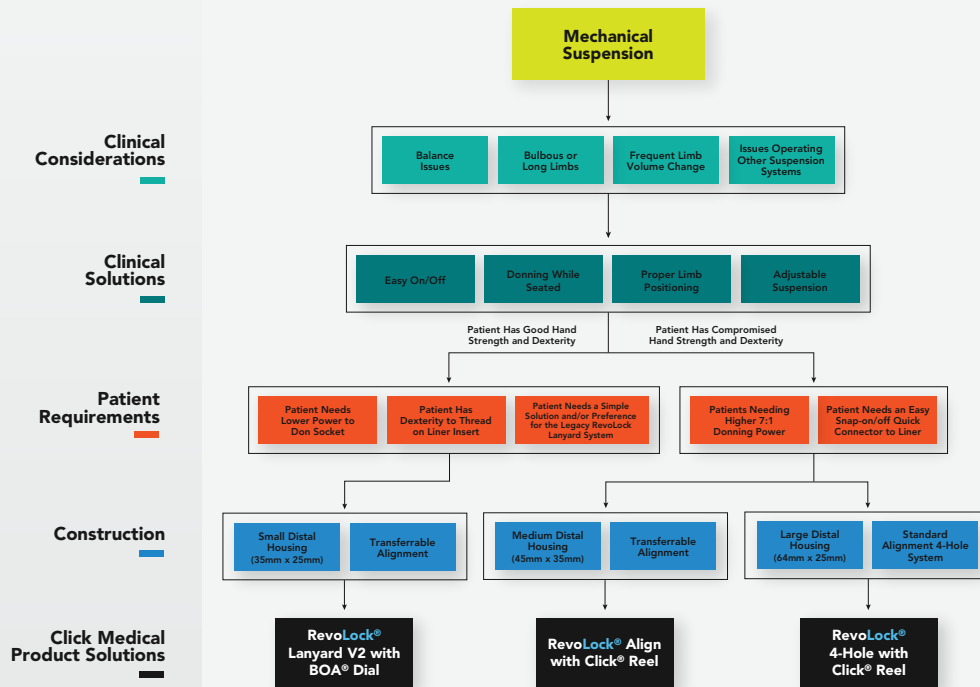 Mechanical
Suspension
Clinical
Considerations
Balance
Issues
Bulbous or
Long Limbs
Frequent Limb
Volume Change
Issues Operating
Other Suspension
Systems
Clinical
Solutions
Easy On/Off
Donning While
Seated
Proper Limb
Positioning
Adjustable
Suspension
Patient Has Good Hand
Strength and Dexterity
Patient Has Compromised
Hand Strength and Dexterity
Patient
Requirements
Patient Needs
Lower Power to
Don Socket
Patient Has
Dexterity to Thread
on Liner Insert
Patient Needs a Simple
Solution and/or Preference
for the Legacy RevoLock
Lanyard System
Patients Needing
Higher 7:1
Donning Power
Patient Needs an Easy
Snap-on/off Quick
Connector to Liner
Construction
Small Distal
Housing
(35mm x 25mm)
Transferrable
Alignment
Medium Distal
Housing
(45mm x 35mm)
Transferrable
Alignment
Large Distal
Housing
(64mm x 25mm)
Standard
Alignment 4-Hole
System
Click Medical
Product Solutions
RevoLock®
Lanyard V2 with
BOA® Dial
RevoLock® Align
with Click® Reel
RevoLock®
4-Hole with
Click® Reel